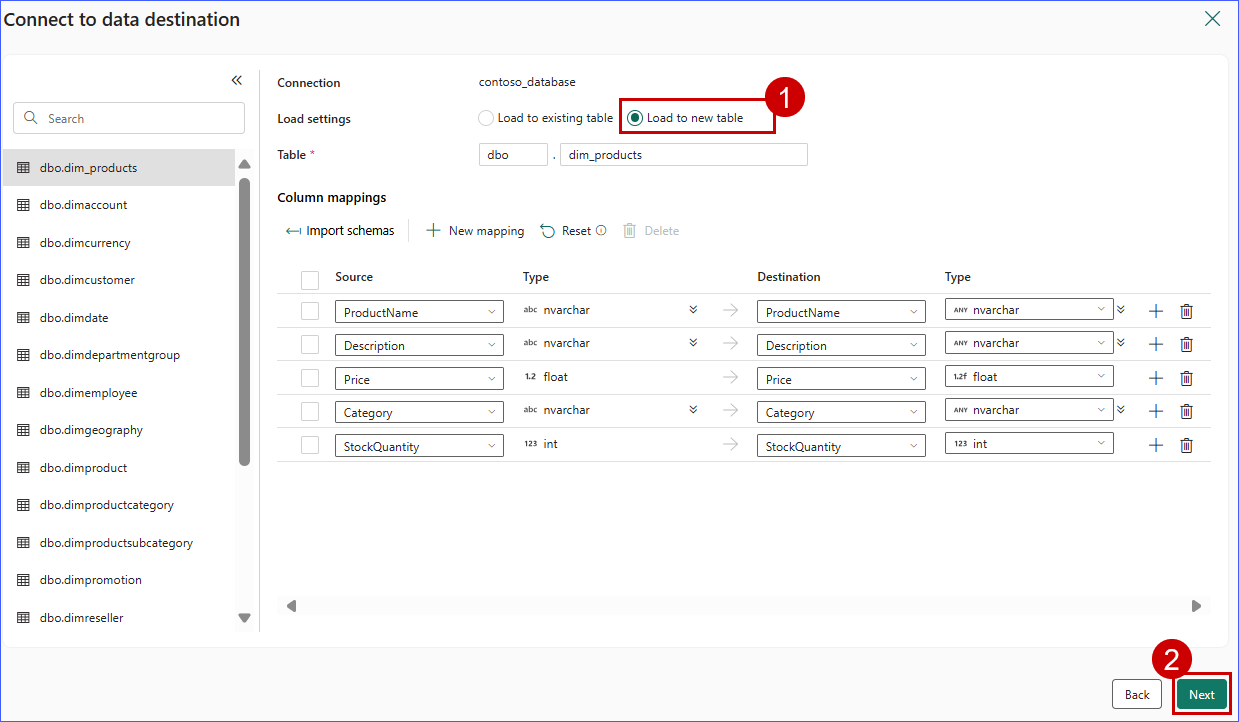 Connect to data destination
Search
dbo.dim_products
dbo.dimaccount
dbo.dimcurrency
dbo.dimcustomer
dbo.dimdate
dbo.dimdepartmentgroup
dbo.dimemployee
dbo.dimgeography
dbo.dimproduct
dbo.dimproductcategory
dbo.dimproductsubcategory
dbo.dimpromotion
dbo.dimreseller
Connection contoso_database
Load settings Load to existing table Load to new table 1
Table * dbo . dim_products
Column mappings
Import schemas New mapping Reset Delete
Source Type Destination Type
ProductName abc nvarchar ProductName ANY nvarchar
Description abc nvarchar Description ANY nvarchar
Price 1.2 float Price 1.2f float
Category abc nvarchar Category ANY nvarchar
StockQuantity 123 int StockQuantity 123 int
2
Back Next